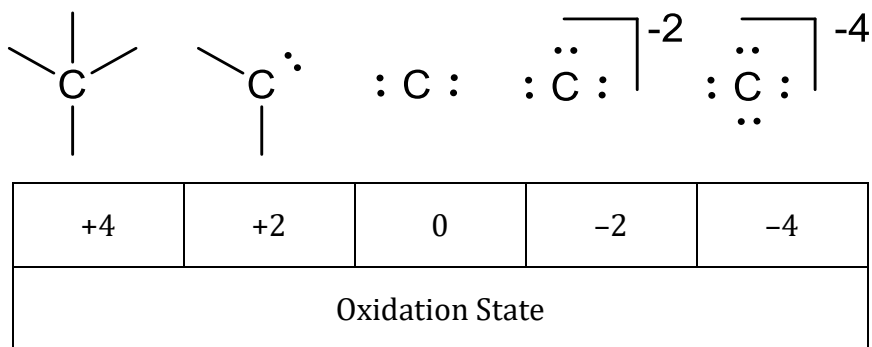 C C : C : C : : -2 C : : -4
+4 +2 0 −2 −4
Oxidation State